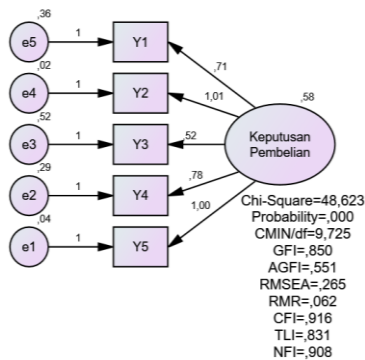 ,36
e5 1 Y1
,71
,02
e4 1 Y2
1,01
,58
,52
e3 1 Y3 ,52
Keputusan
Pembelian
,29
e2 1 Y4
,78
,04
e1 1 Y5
1,00
Chi-Square=48,623
Probability=,000
CMIN/df=9,725
GFI=,850
AGFI=,551
RMSEA=,265
RMR=,062
CFI=,916
TLI=,831
NFI=,908